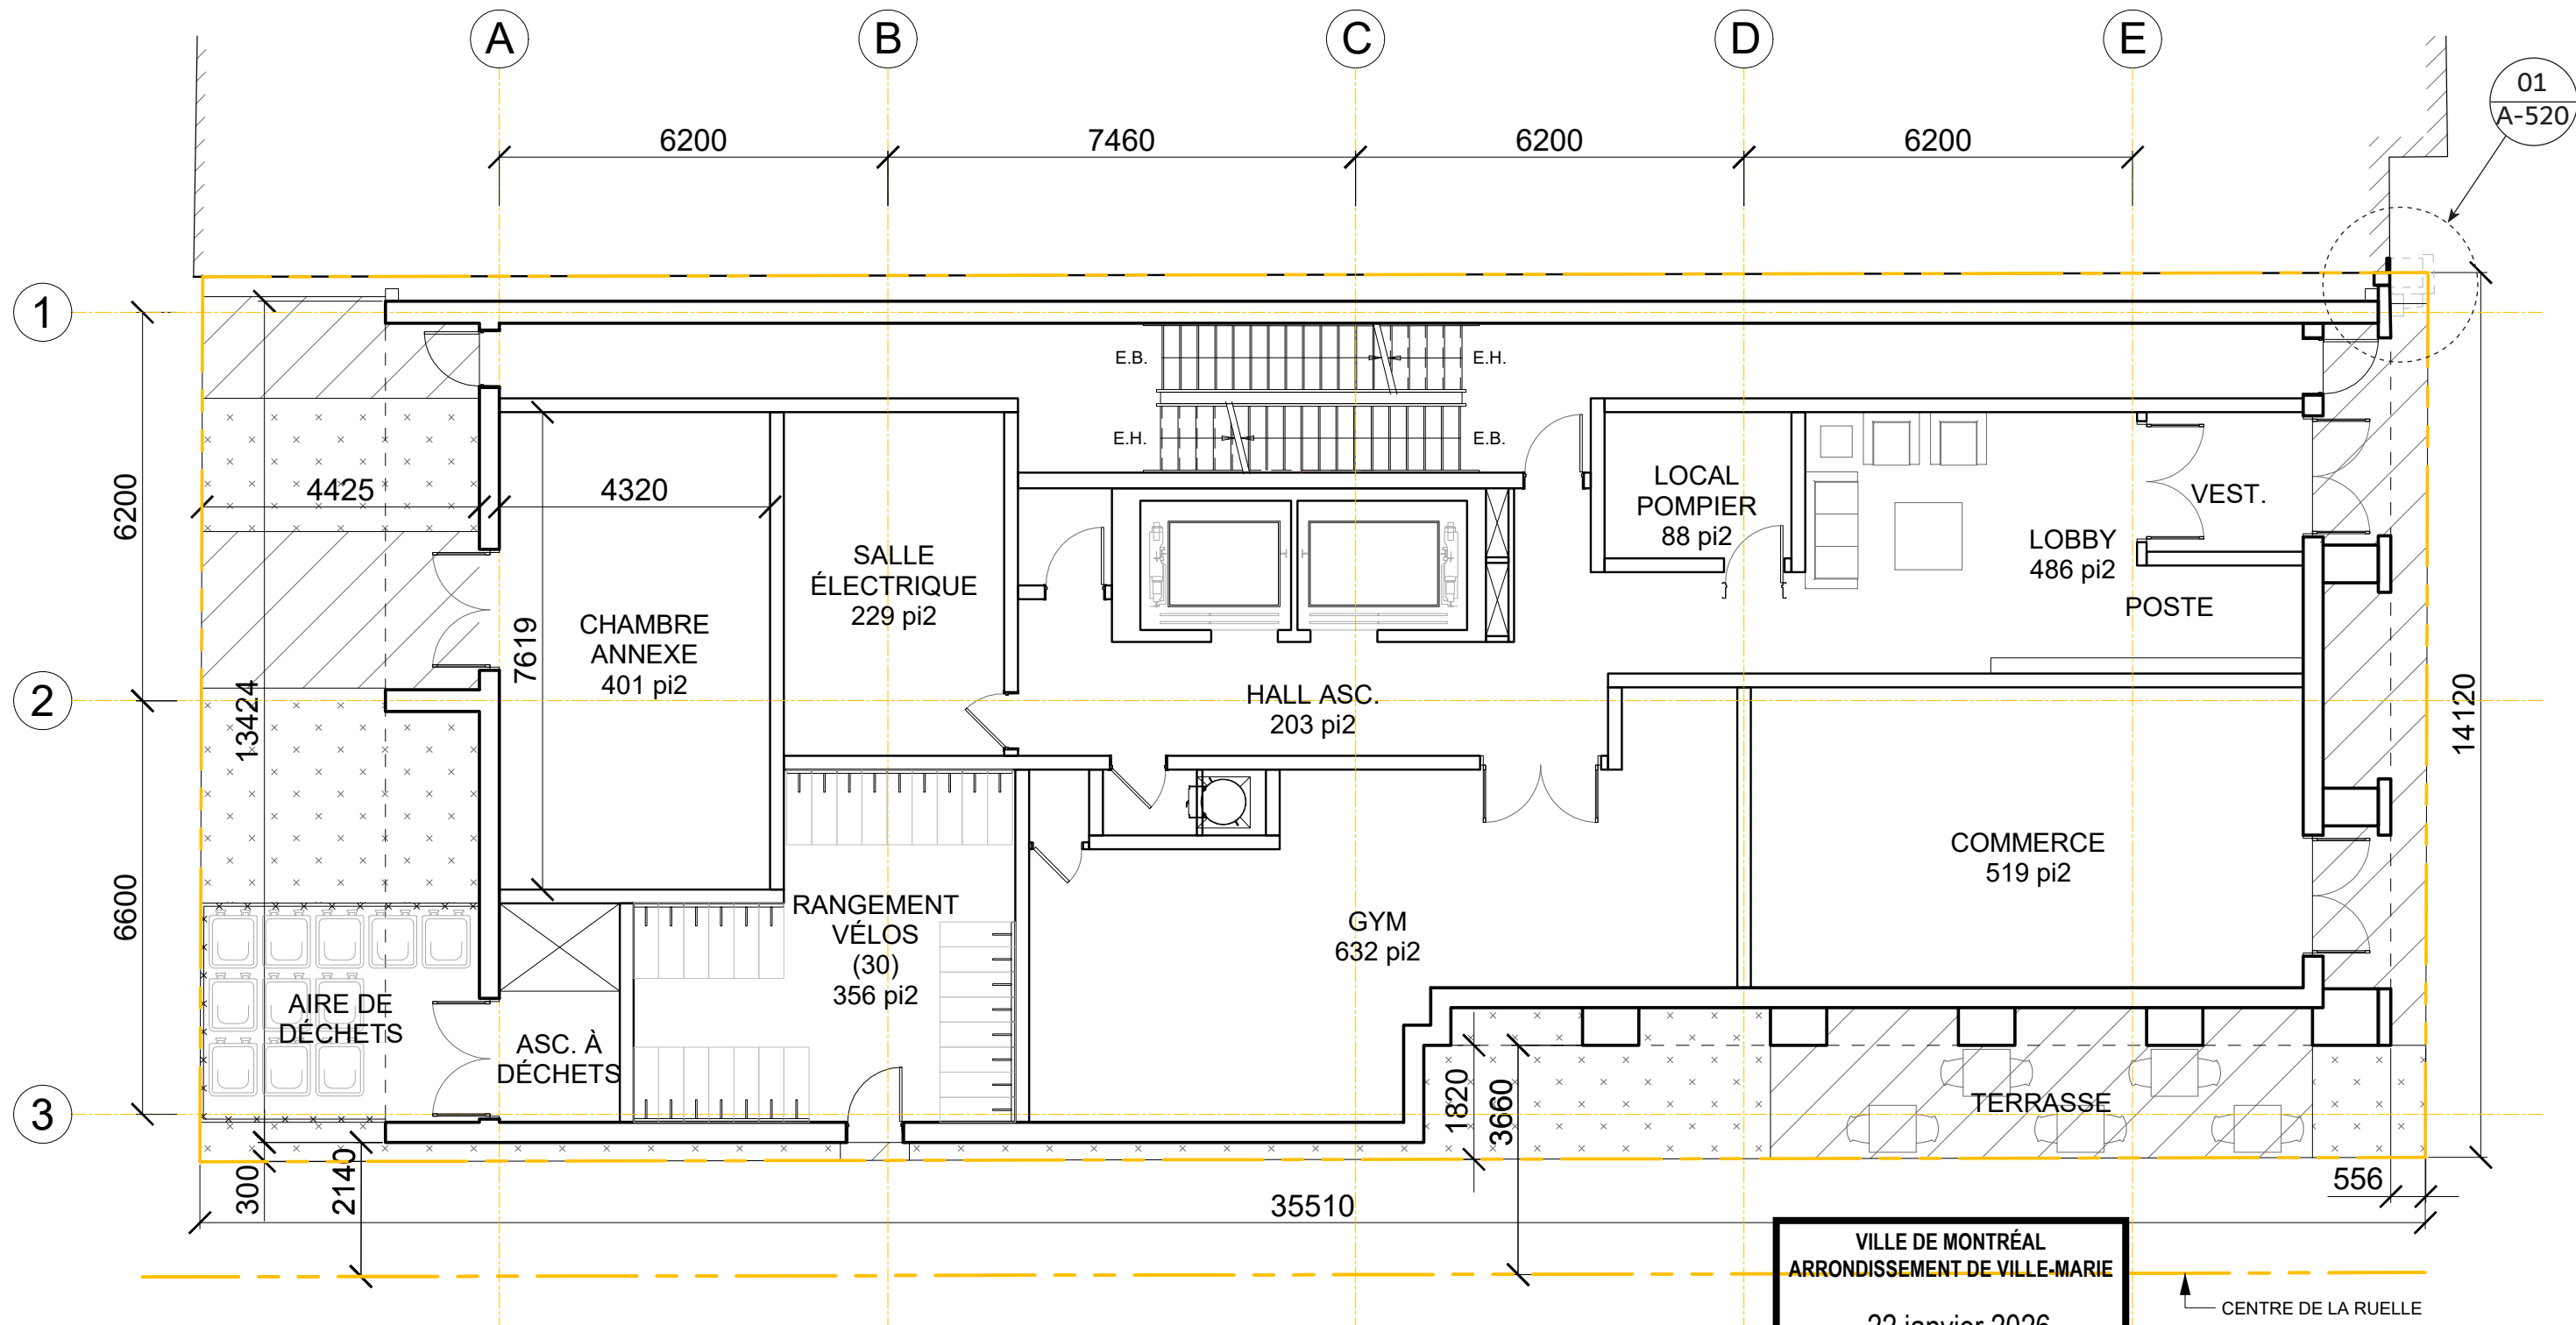 A
B
C
D
E
01
A-520
6200
7460
6200
6200
1
E.B.
E.H.
E.H.
E.B.
4425
4320
6200
LOCAL
POMPIER
88 pi2
VEST.
LOBBY
486 pi2
POSTE
SALLE
ÉLECTRIQUE
229 pi2
CHAMBRE
ANNEXE
401 pi2
7619
2
13424
HALL ASC.
203 pi2
14120
COMMERCE
519 pi2
6600
RANGEMENT
VÉLOS
(30)
356 pi2
GYM
632 pi2
AIRE DE
DÉCHETS
ASC. À
DÉCHETS
3
1820
3660
TERRASSE
300
2140
35510
556
VILLE DE MONTRÉAL
ARRONDISSEMENT DE VILLE-MARIE
22 janvier 2026
CENTRE DE LA RUELLE